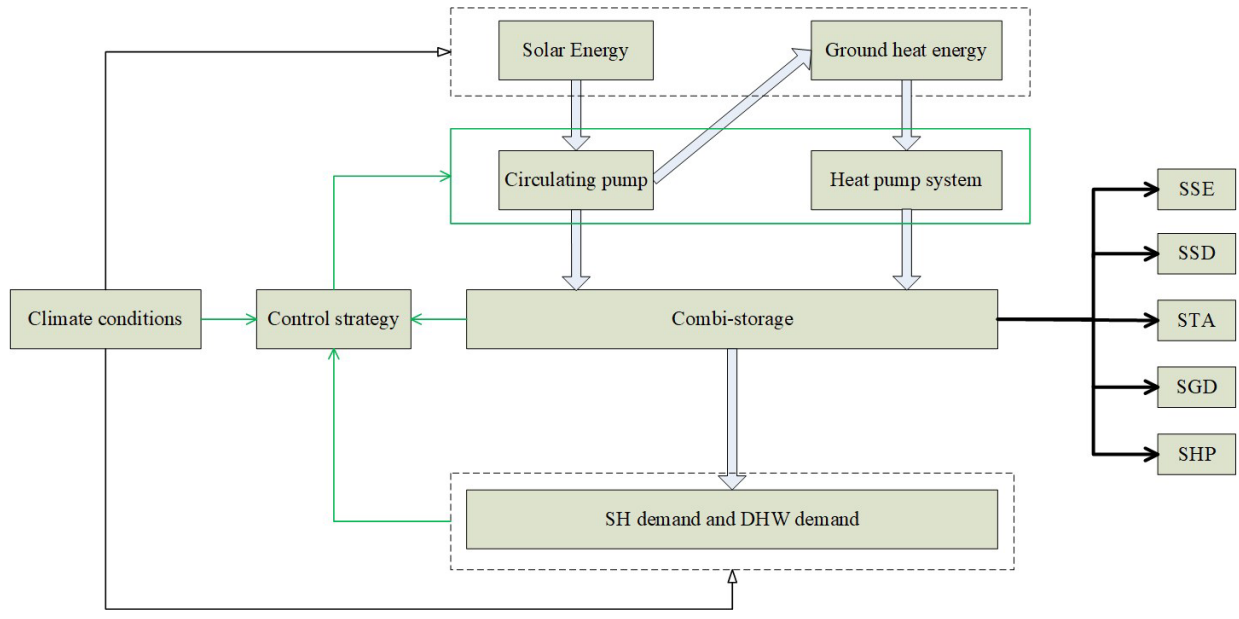 Solar Energy
Ground heat energy
Circulating pump
Heat pump system
SSE
SSD
Climate conditions
Control strategy
Combi-storage
STA
SGD
SHP
SH demand and DHW demand